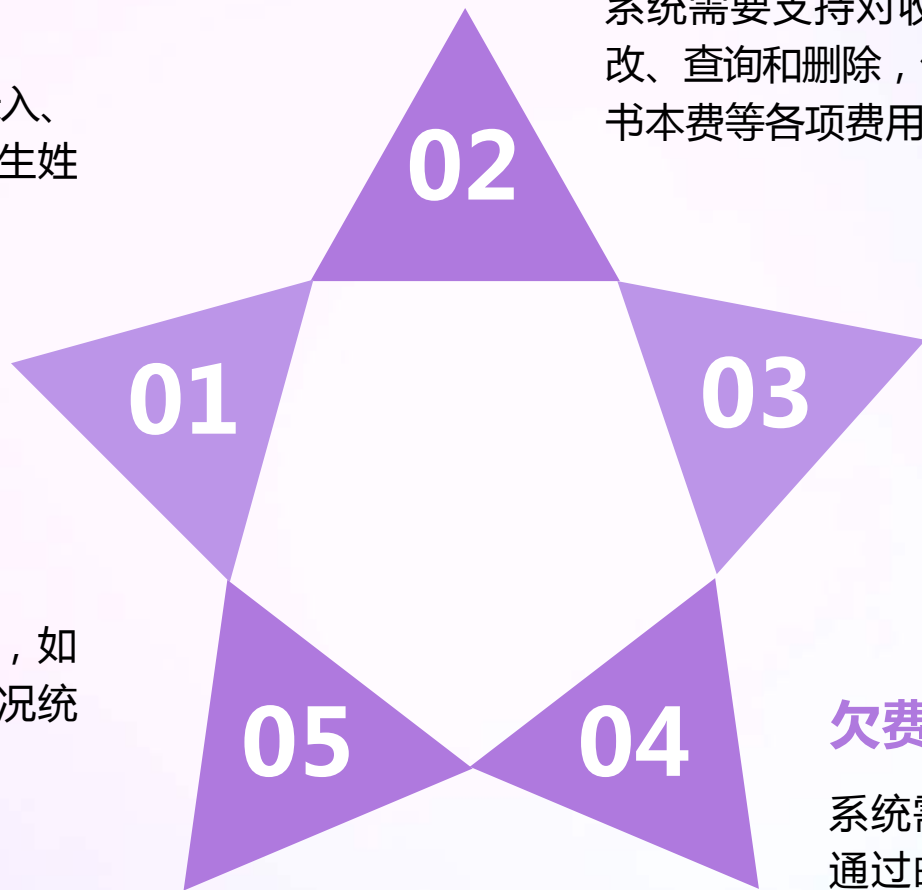 系统需要支持对收
改、查询和删除，
书本费等各项费用
入、
生姓
02
01
03
，如
况统
05
04
欠费
系统需
通过